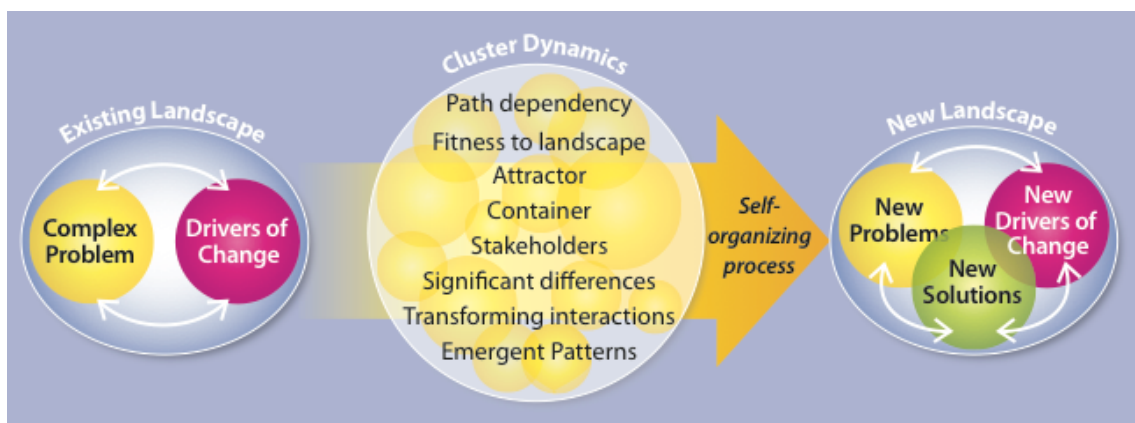 Existing Landscape
Complex
Problem
Drivers of
Change
Cluster Dynamics
Path dependency
Fitness to landscape
Attractor
Container
Stakeholders
Significant differences
Transforming interactions
Emergent Patterns
Self-
organizing
process
New Landscape
New
Problems
New
Drivers of
Change
New
Solutions